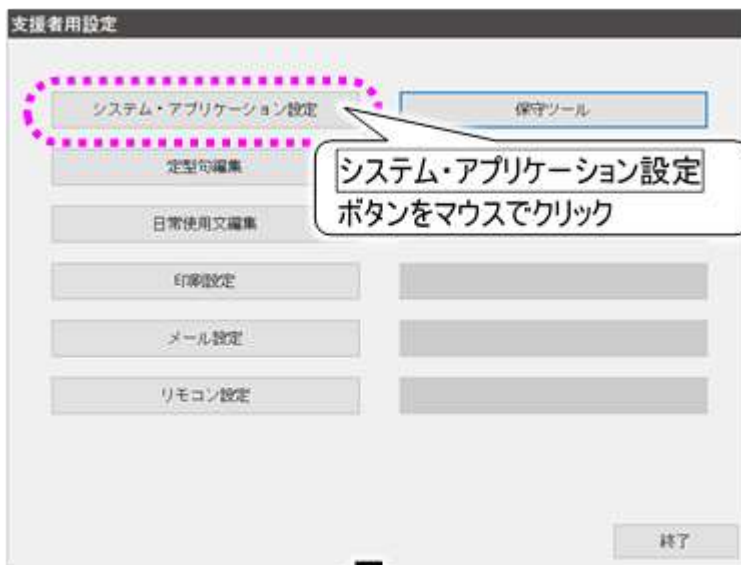 支援者用設定
システム・アプリケーション設定
保守ツール
システム・アプリケーション設定
ボタンをマウスでクリック
定型句編集
日常使用文編集
印刷設定
メール設定
リモコン設定
終了